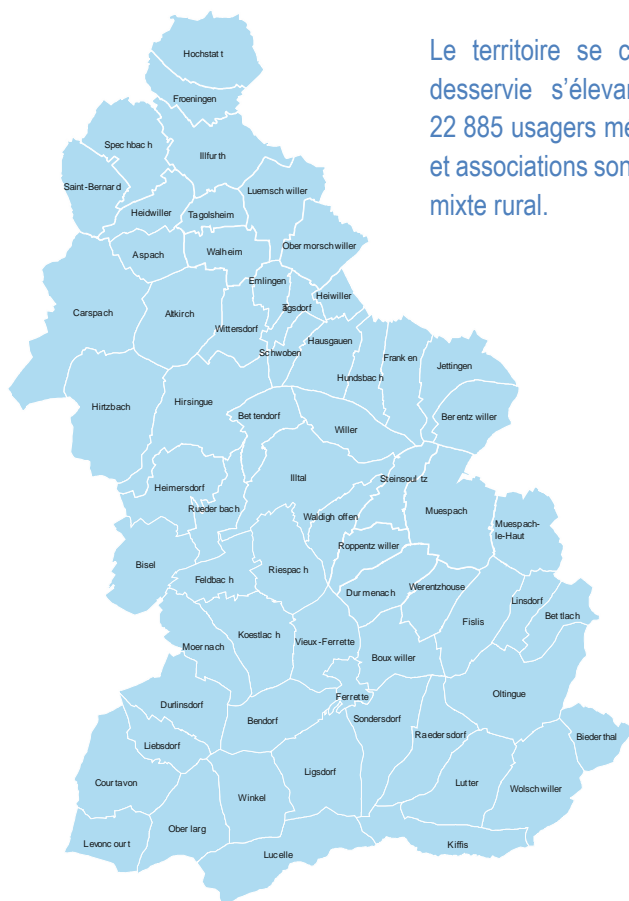 Le territoire se c
desservie s'élevan
22 885 usagers me
et associations son
mixte rural.
Hochstatt
Froeningen
Spechbach
Illfurth
Saint-Bernard
Luemschwiller
Heidwiller
Tagolsheim
Obermorschwiller
Aspach
Walheim
Emlingen
Heiwiller
Tagsdorf
Carspach
Altkirch
Wittersdorf
Hausgauen
Schwoben
Franken
Jettingen
Hundsbach
Hirtzbach
Hirsingue
Bettendorf
Berentzwiller
Willer
Illtal
Steinsoultz
Heimersdorf
Ruederbach
Waldighoffen
Muespach
Muespach-
le-Haut
Roppentzwiller
Bisel
Riespach
Feldbach
Durmenach
Werentzhouse
Linsdorf
Bettlach
Fislis
Koestlach
Vieux-Ferrette
Moernach
Bouxwiller
Ferrette
Oltingue
Durlinsdorf
Bendorf
Sondersdorf
Raedersdorf
Biederthal
Liebsdorf
Ligsdorf
Courtavon
Lutter
Wolschwiller
Winkel
Oberlarg
Levoncourt
Kiffis
Lucelle